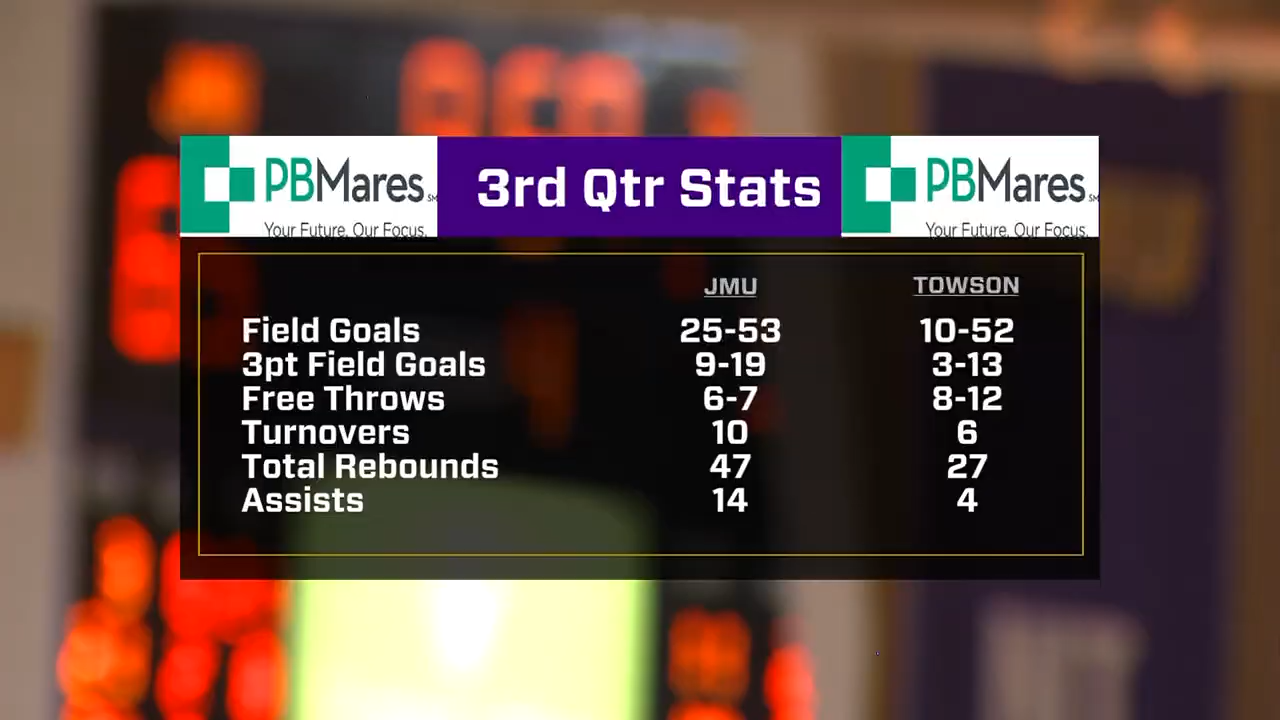 PBMares SM
Your Future. Our Focus.
3rd Qtr Stats
PBMares SM
Your Future. Our Focus.
JMU TOWSON
Field Goals 25-53 10-52
3pt Field Goals 9-19 3-13
Free Throws 6-7 8-12
Turnovers 10 6
Total Rebounds 47 27
Assists 14 4